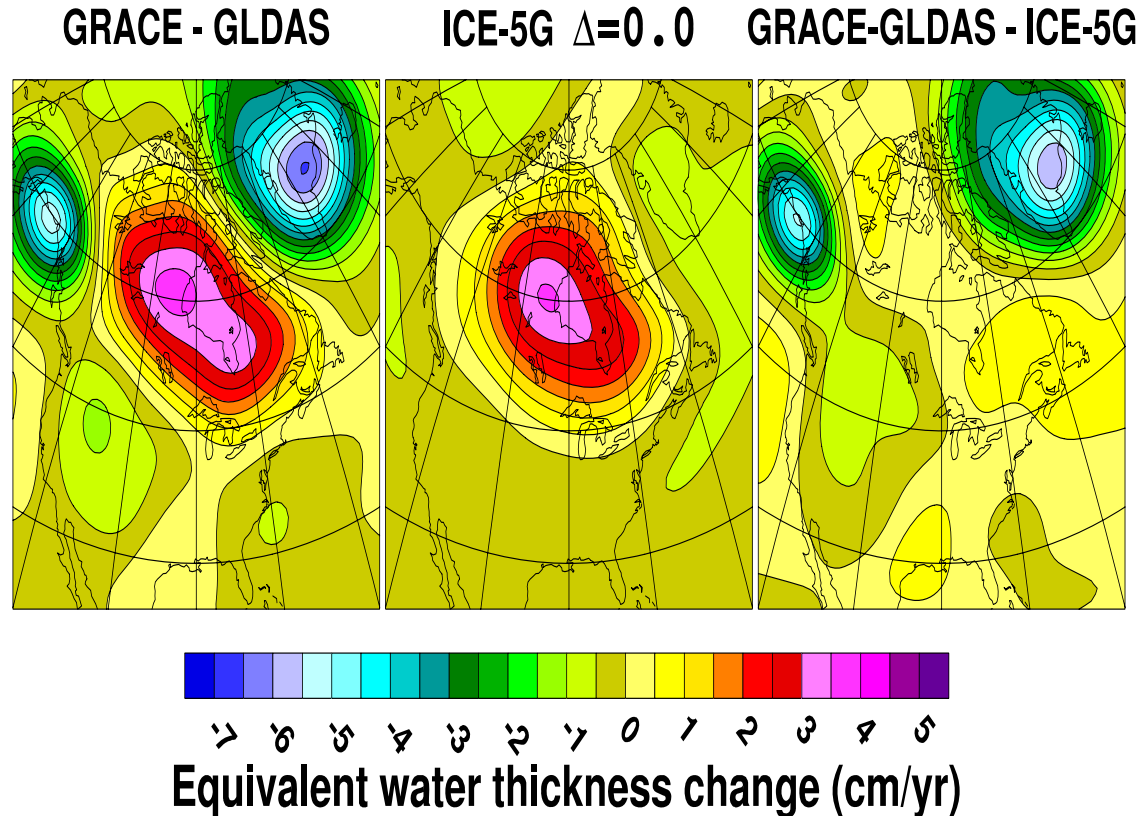 GRACE - GLDAS
ICE-5G Δ=0.0
GRACE-GLDAS - ICE-5G
-7 -6 -5 -4 -3 -2 -1 0 1 2 3 4 5
Equivalent water thickness change (cm/yr)